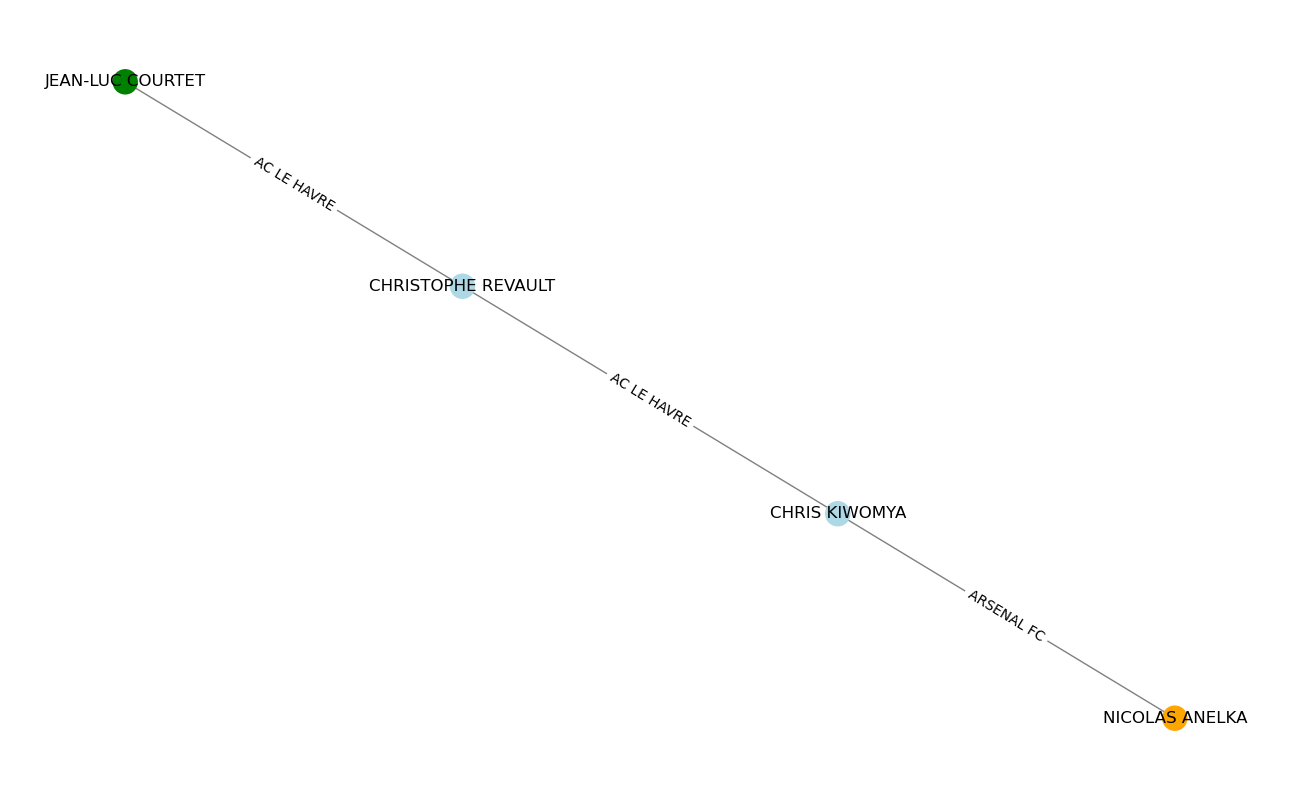 JEAN-LUC COURTET
AC LE HAVRE
CHRISTOPHE REVAULT
AC LE HAVRE
CHRIS KIWOMYA
ARSENAL FC
NICOLAS ANELKA